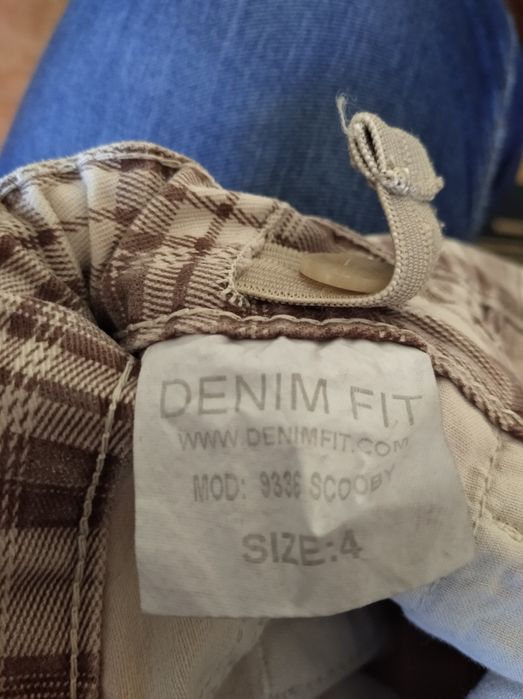 DENIM FIT
WWW.DENIMFIT.COM
MOD: 9336 SCOOBY
SIZE:4